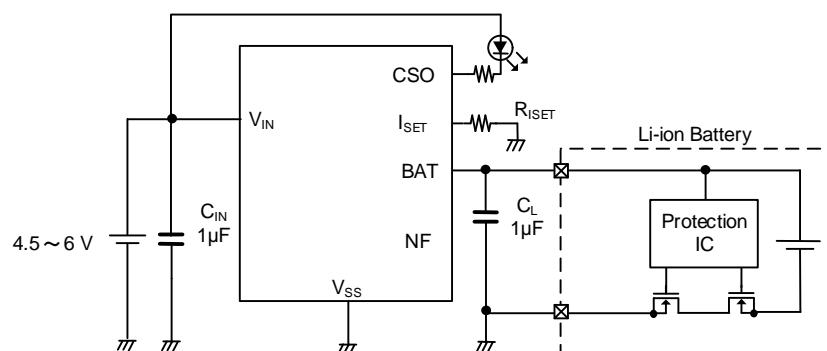 CSO
V_IN
I_SET
R_ISET
Li-ion Battery
BAT
C_IN
1μF
C_L
1μF
Protection
IC
4.5～6 V
NF
V_SS